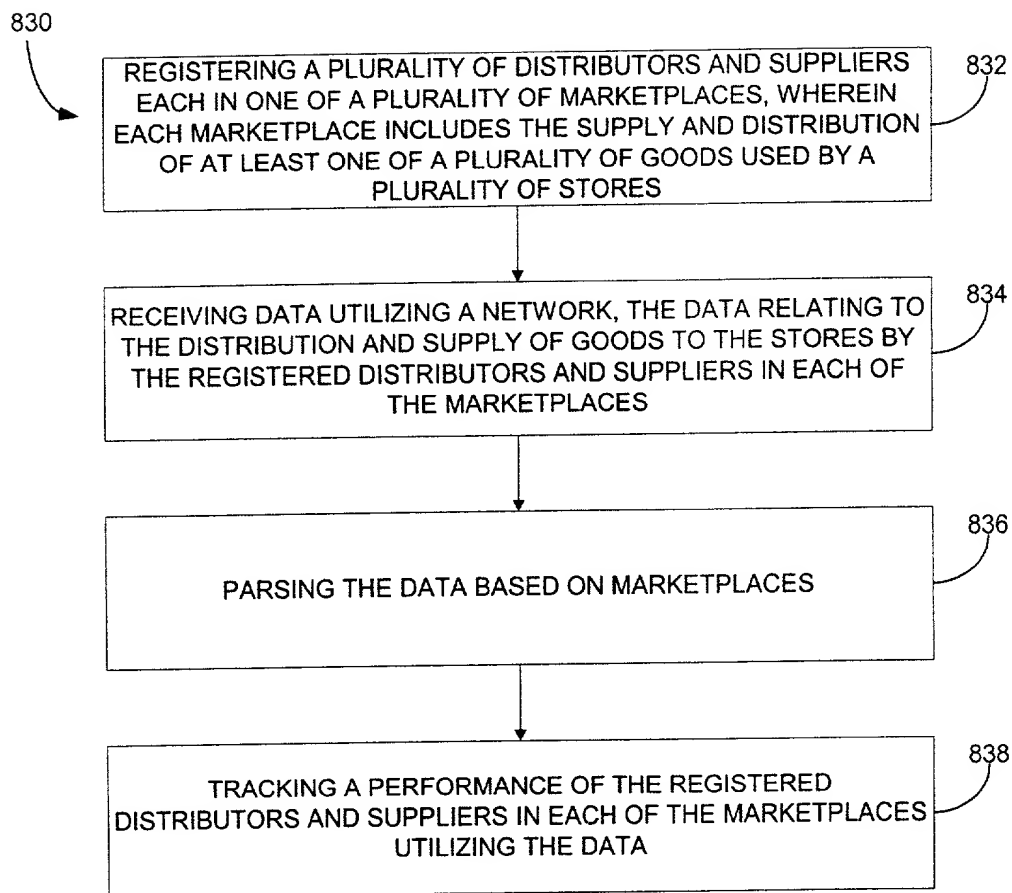 830
REGISTERING A PLURALITY OF DISTRIBUTORS AND SUPPLIERS
EACH IN ONE OF A PLURALITY OF MARKETPLACES, WHEREIN
EACH MARKETPLACE INCLUDES THE SUPPLY AND DISTRIBUTION
OF AT LEAST ONE OF A PLURALITY OF GOODS USED BY A
PLURALITY OF STORES
832
RECEIVING DATA UTILIZING A NETWORK, THE DATA RELATING TO
THE DISTRIBUTION AND SUPPLY OF GOODS TO THE STORES BY
THE REGISTERED DISTRIBUTORS AND SUPPLIERS IN EACH OF
THE MARKETPLACES
834
PARSING THE DATA BASED ON MARKETPLACES
836
TRACKING A PERFORMANCE OF THE REGISTERED
DISTRIBUTORS AND SUPPLIERS IN EACH OF THE MARKETPLACES
UTILIZING THE DATA
838